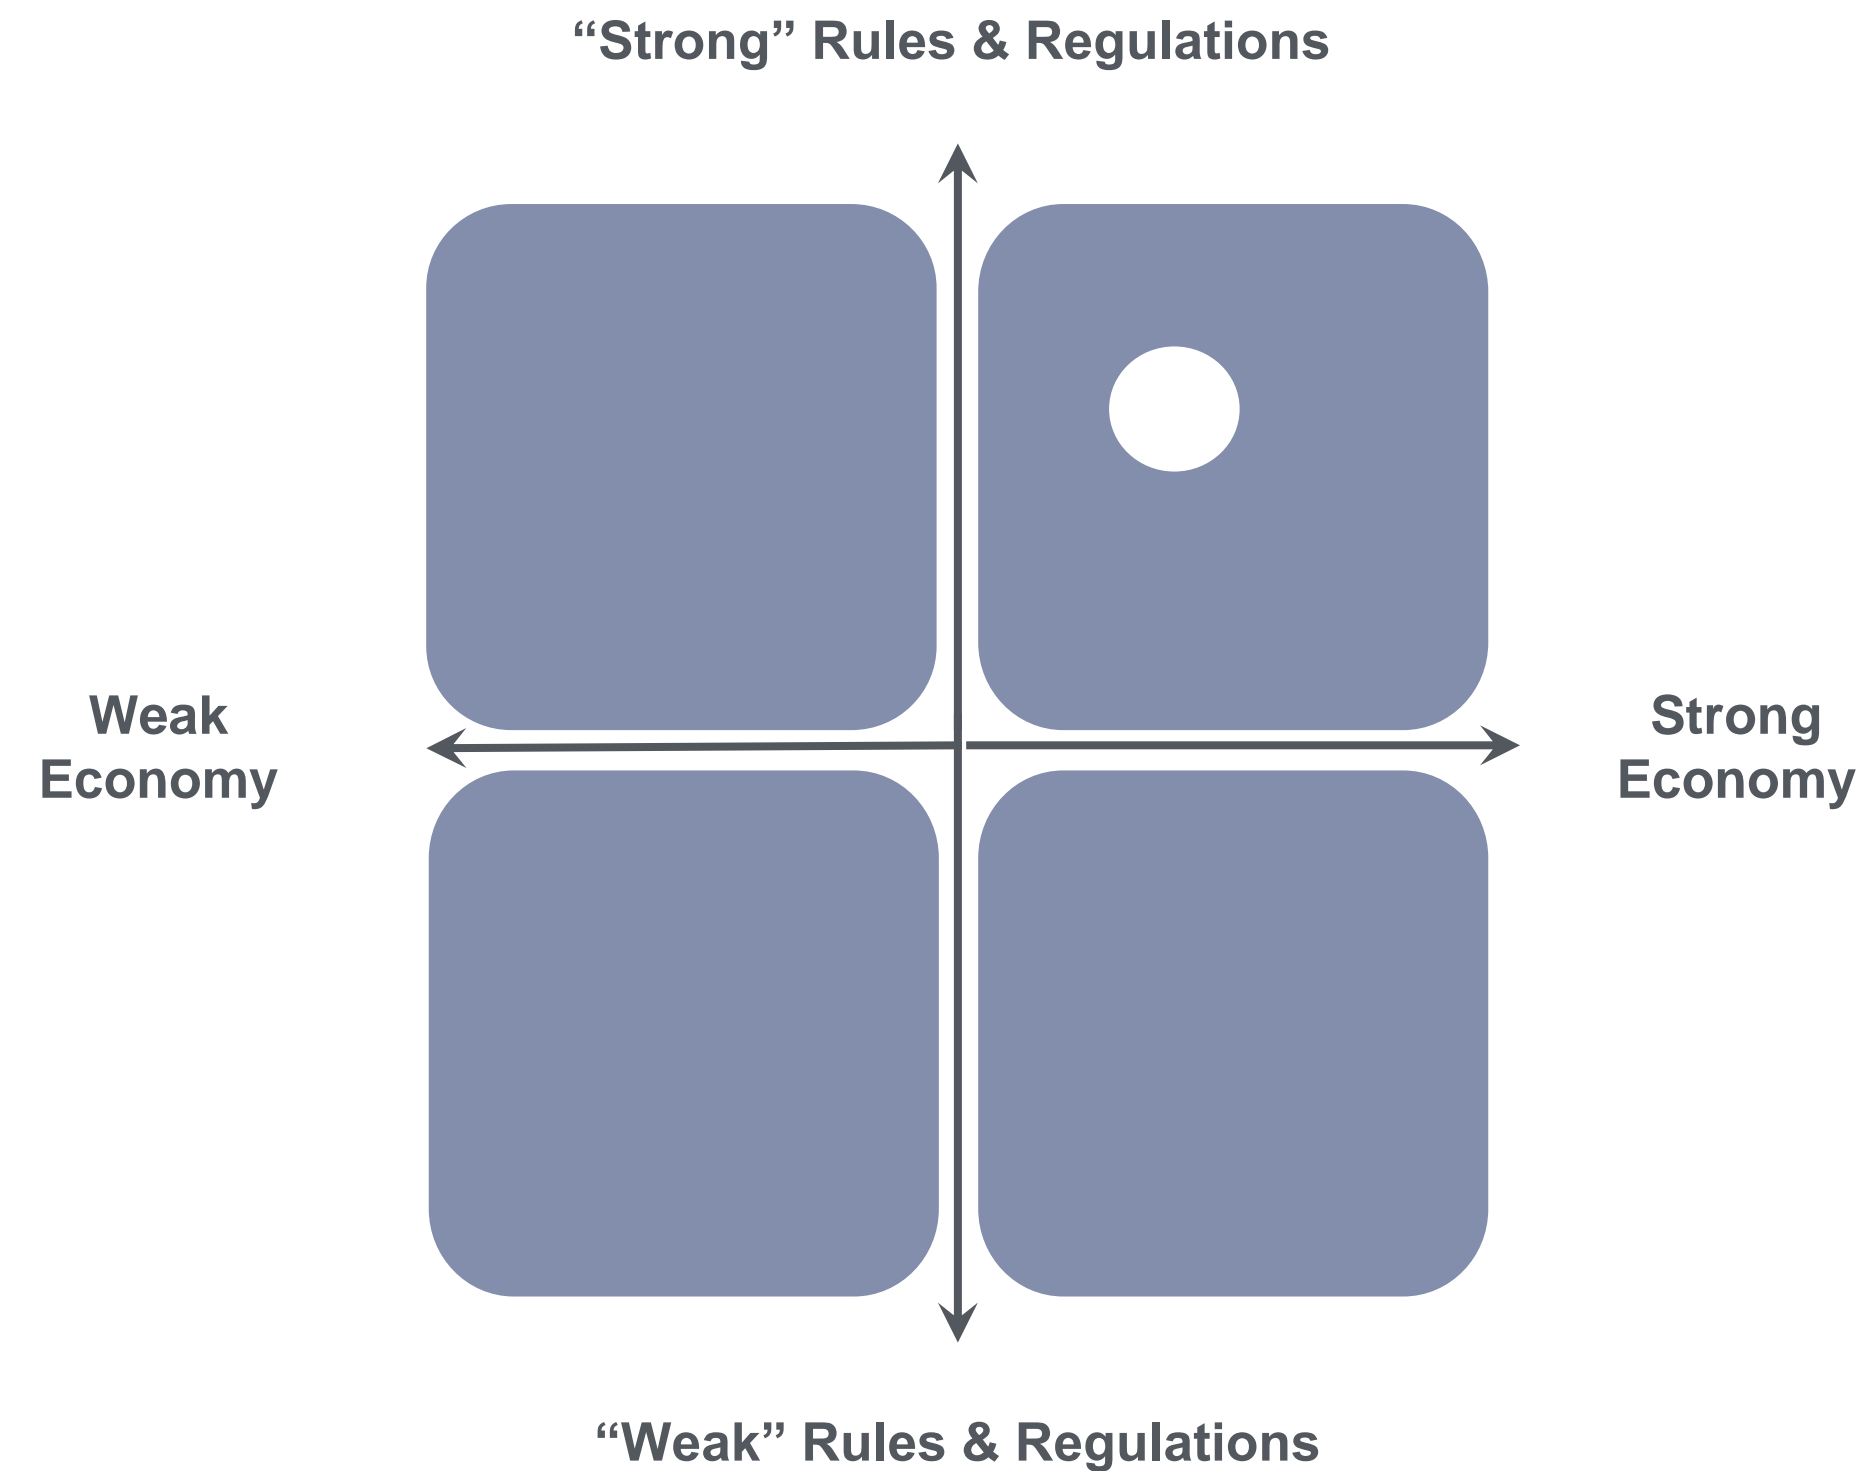 “Strong” Rules & Regulations
Weak
Economy
Strong
Economy
“Weak” Rules & Regulations